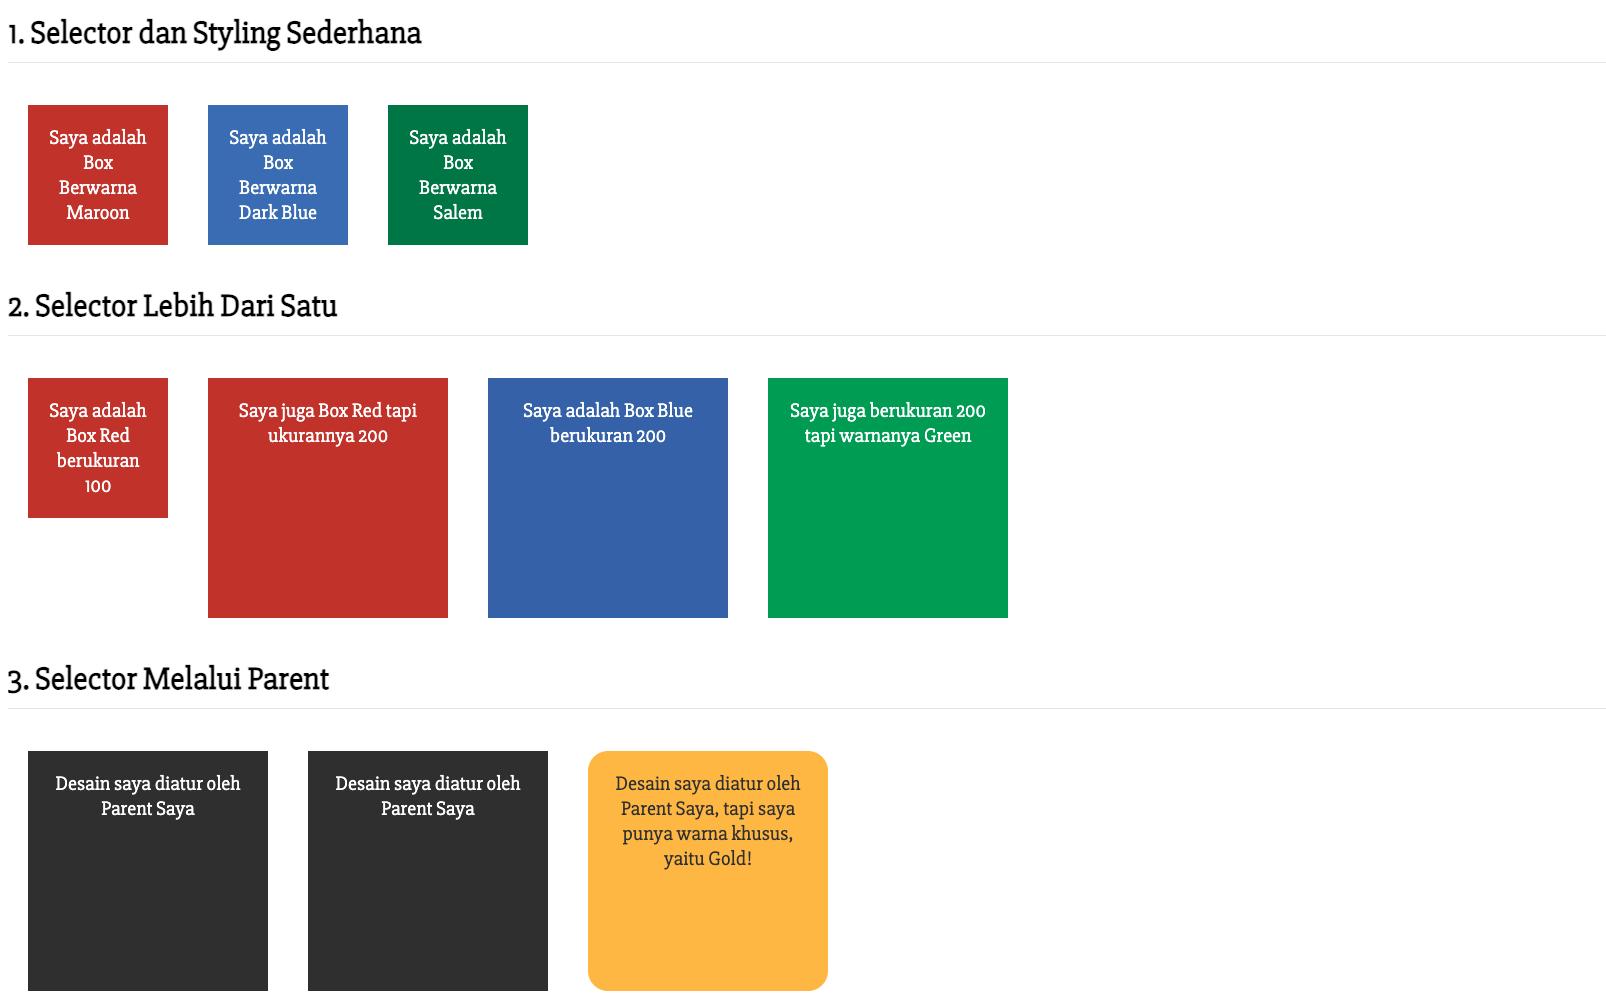 1. Selector dan Styling Sederhana
Saya adalah
Box
Berwarna
Maroon
Saya adalah
Box
Berwarna
Dark Blue
Saya adalah
Box
Berwarna
Salem
2. Selector Lebih Dari Satu
Saya adalah
Box Red
berukuran
100
Saya juga Box Red tapi
ukurannya 200
Saya adalah Box Blue
berukuran 200
Saya juga berukuran 200
tapi warnanya Green
3. Selector Melalui Parent
Desain saya diatur oleh
Parent Saya
Desain saya diatur oleh
Parent Saya
Desain saya diatur oleh
Parent Saya, tapi saya
punya warna khusus,
yaitu Gold!